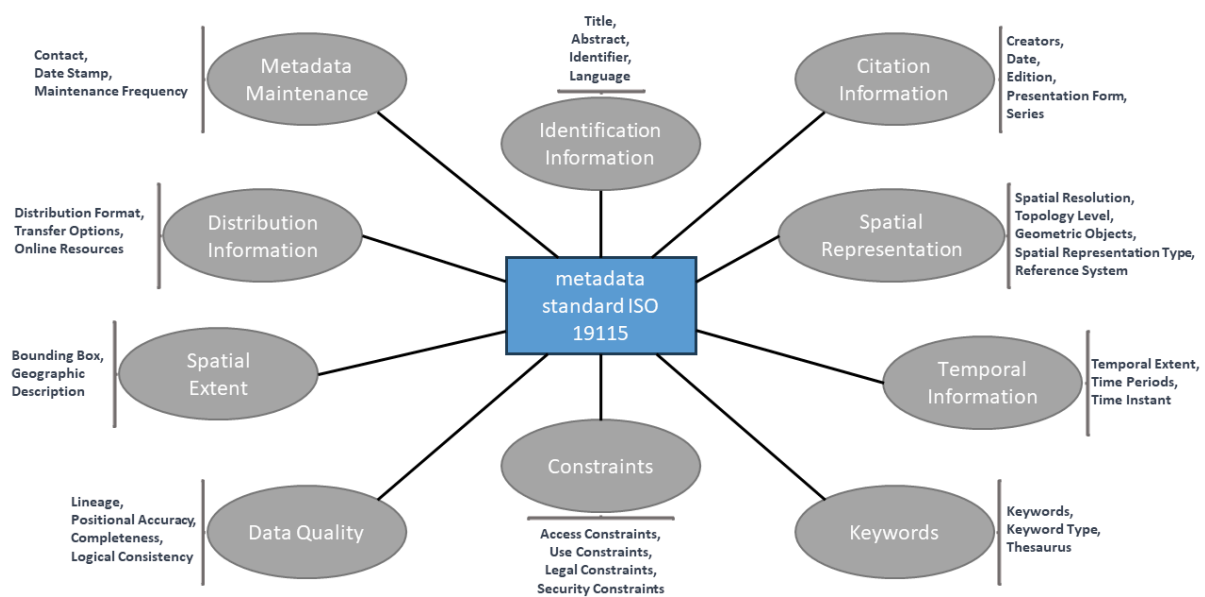 Contact,
Date Stamp,
Maintenance Frequency
Metadada
Maintenance
Title,
Abstract,
Identifier,
Language
Identification
Information
Citation
Information
Creators,
Date,
Edition,
Presentation Form,
Series
Distribution Format,
Transfer Options,
Online Resources
Distribution
Information
Spatial
Representation
Spatial Resolution,
Topology Level,
Geometric Objects,
Spatial Representation Type,
Reference System
metadata
standard ISO
19115
Bounding Box,
Geographic
Description
Spatial
Extent
Temporal
Information
Temporal Extent,
Time Periods,
Time Instant
Lineage,
Positional Accuracy,
Completeness,
Logical Consistency
Data Quality
Constraints
Access Constraints,
Use Constraints,
Legal Constraints,
Security Constraints
Keywords
Keywords,
Keyword Type,
Thesaurus